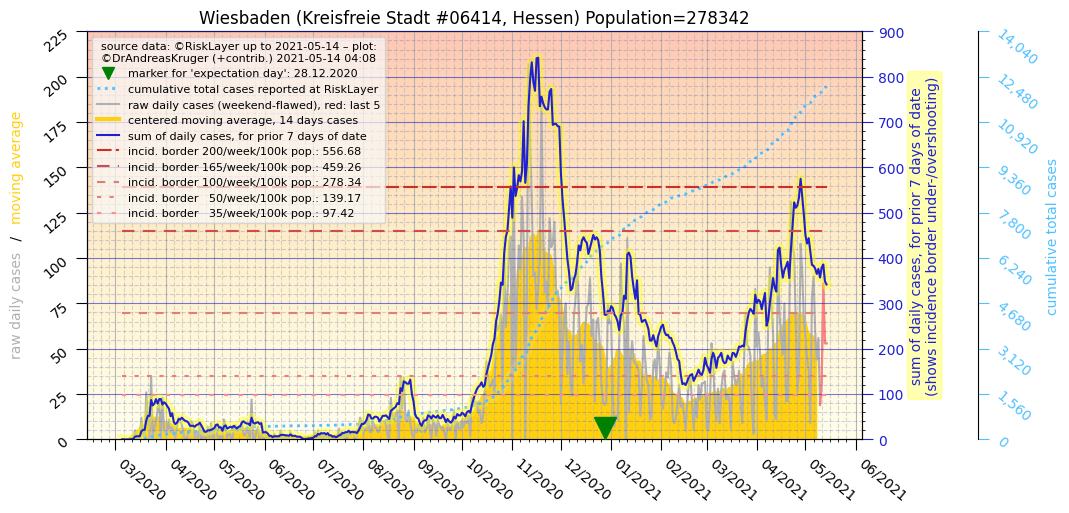 Wiesbaden (Kreisfreie Stadt #06414, Hessen) Population=278342
source data: ©RiskLayer up to 2021-05-14 – plot:
©DrAndreasKruger (+contrib.) 2021-05-14 04:08
marker for 'expectation day': 28.12.2020
cumulative total cases reported at RiskLayer
raw daily cases (weekend-flawed), red: last 5
centered moving average, 14 days cases
sum of daily cases, for prior 7 days of date
incid. border 200/week/100k pop.: 556.68
incid. border 165/week/100k pop.: 459.26
incid. border 100/week/100k pop.: 278.34
incid. border 50/week/100k pop.: 139.17
incid. border 35/week/100k pop.: 97.42
raw daily cases / moving average
225
200
175
150
125
100
75
50
25
0
03/2020
04/2020
05/2020
06/2020
07/2020
08/2020
09/2020
10/2020
11/2020
12/2020
01/2021
02/2021
03/2021
04/2021
05/2021
06/2021
900
800
700
600
500
400
300
200
100
0
sum of daily cases, for prior 7 days of date
(shows incidence border under-/overshooting)
14,040
12,480
10,920
9,360
7,800
6,240
4,680
3,120
1,560
0
cumulative total cases